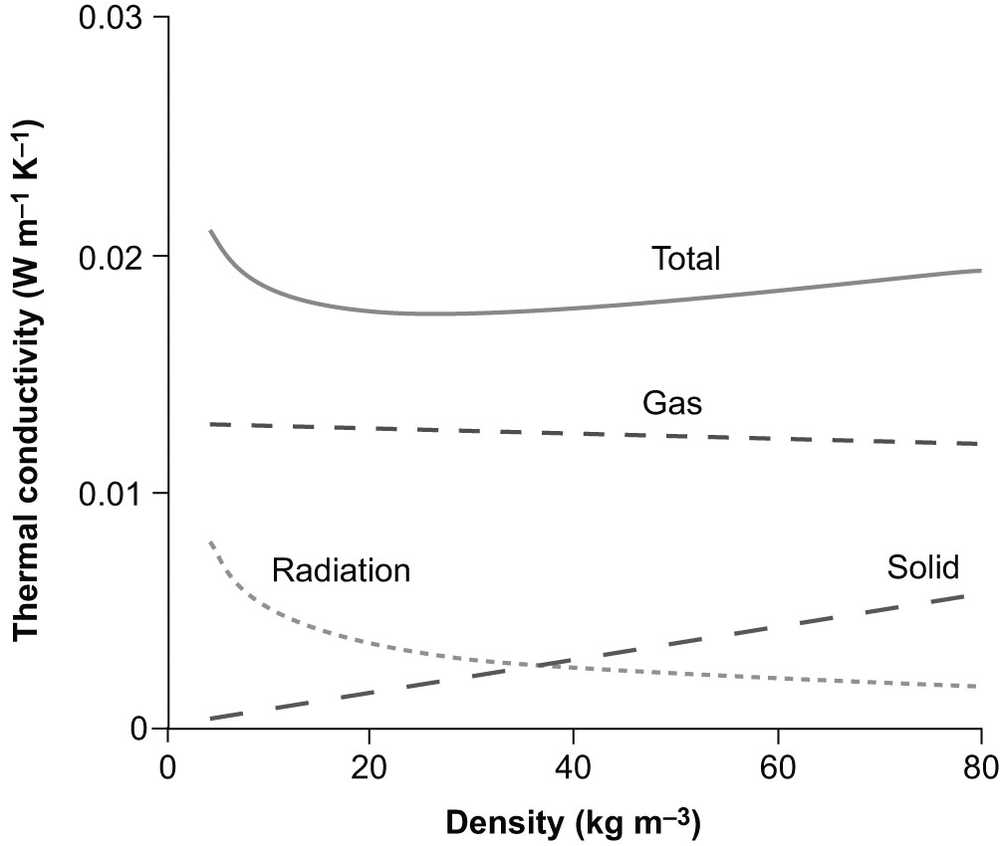 0.03
0.02
0.01
0
Thermal conductivity (W m–1 K–1)
Total
Gas
Radiation
Solid
0 20 40 60 80
Density (kg m–3)